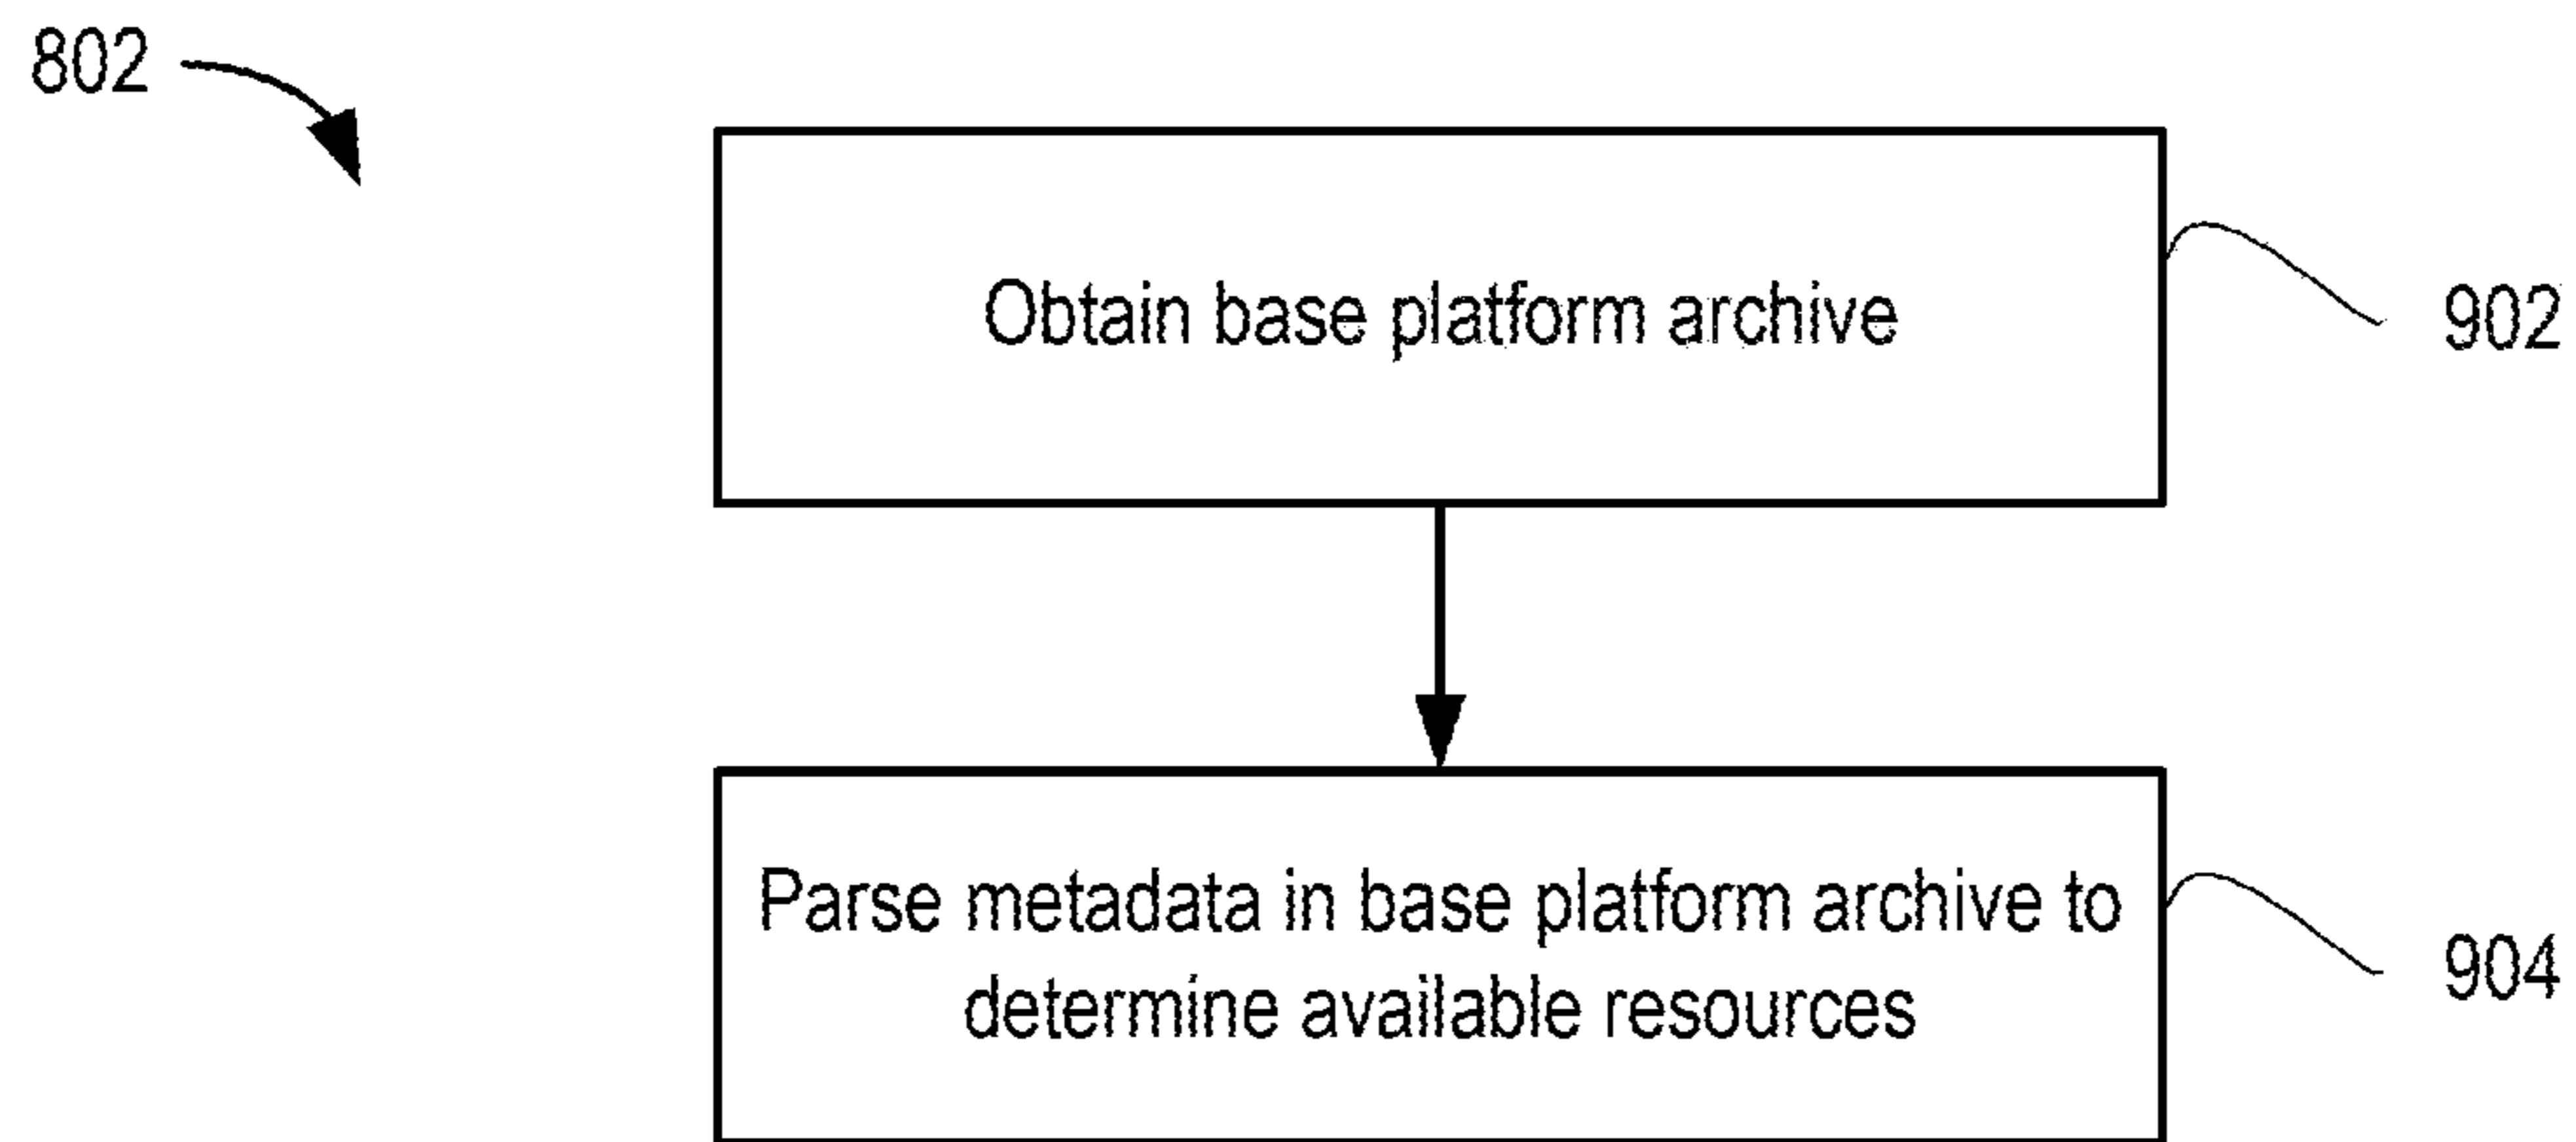 802
Obtain base platform archive
902
Parse metadata in base platform archive to
determine available resources
904